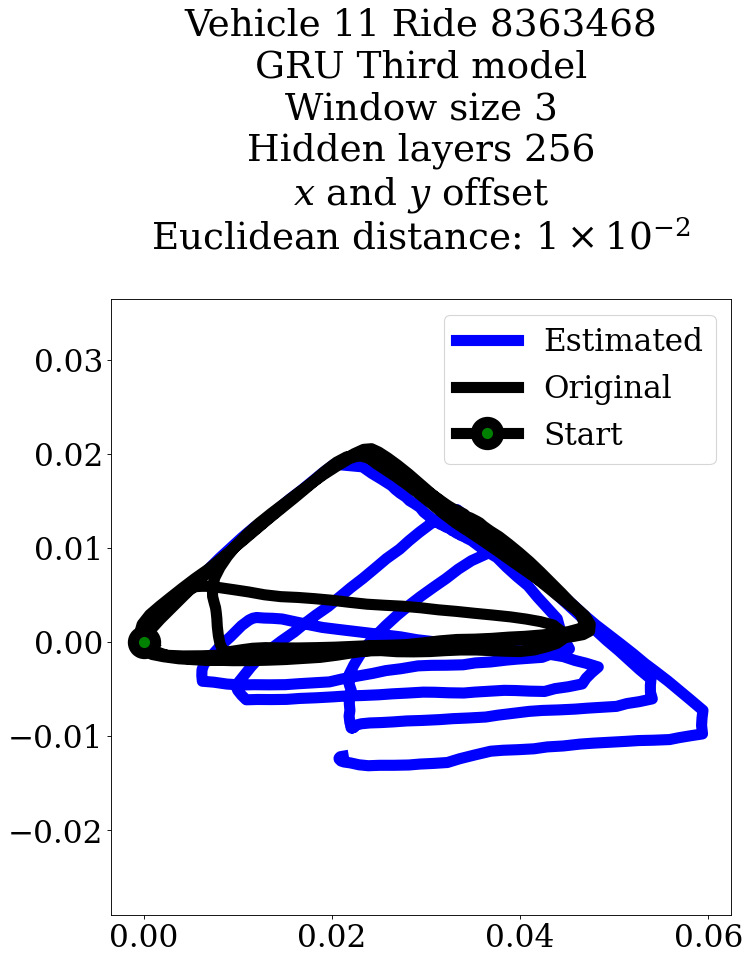 Vehicle 11 Ride 8363468
GRU Third model
Window size 3
Hidden layers 256
x and y offset
Euclidean distance: 1 × 10⁻²
Estimated
Original
Start
0.03
0.02
0.01
0.00
−0.01
−0.02
0.00 0.02 0.04 0.06